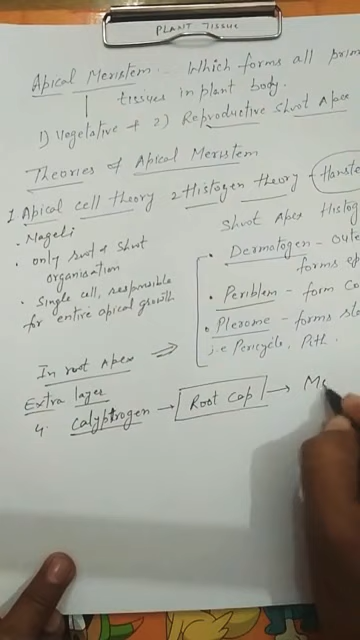 PLANT TISSUE
Apical Meristem - Which forms all prim
tissues in plant body.
1) Vegetative + 2) Reproductive Shoot Apex
Theories of Apical Meristem
1 Apical cell theory
• Nageli
• only root & shoot
organisation
• Single cell, responsible
for entire apical growth
2 Histogen theory - Hanste
Shoot Apex Histog
• Dermatogen - Oute
forms ep
• Periblem - form Co
• Plerome - forms ste
i.e Pericycle, Pith.
In root Apex
Extra layer
4. Calyptrogen → Root Cap →